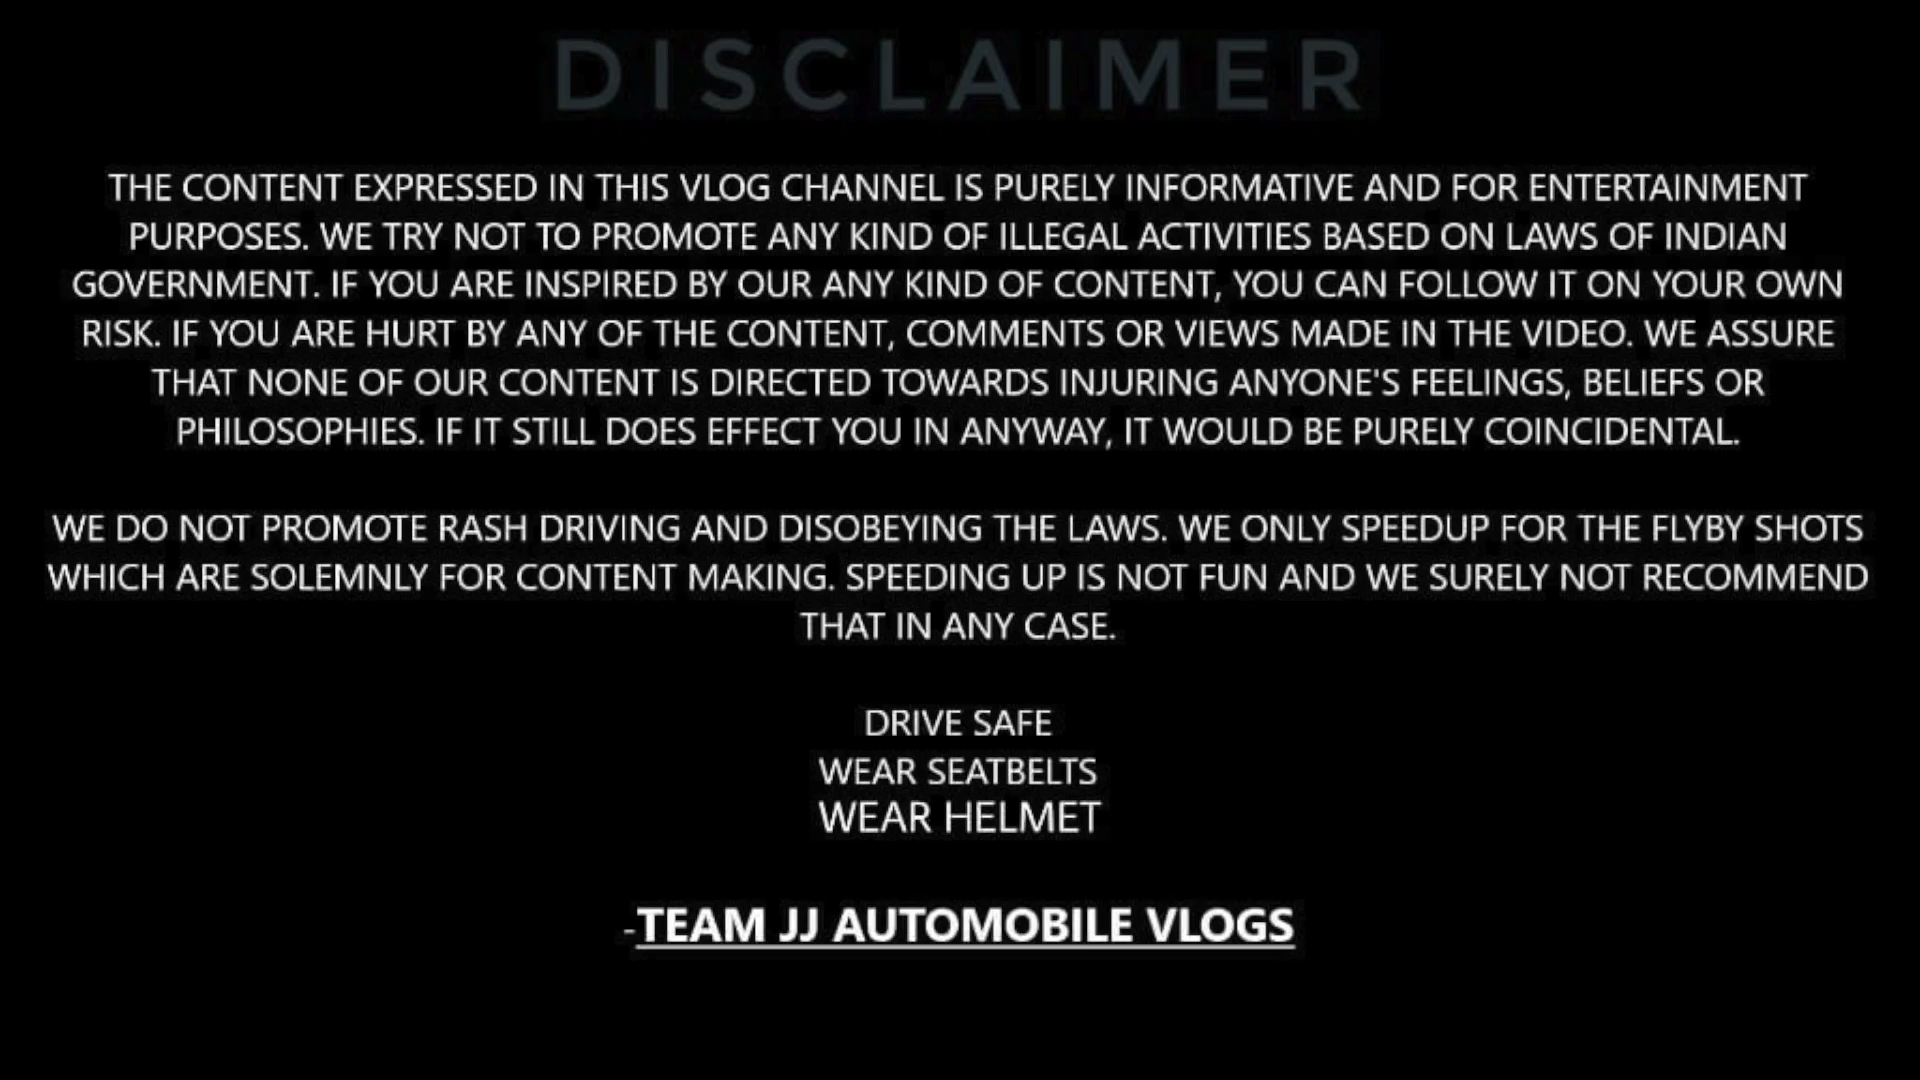 DISCLAIMER
THE CONTENT EXPRESSED IN THIS VLOG CHANNEL IS PURELY INFORMATIVE AND FOR ENTERTAINMENT
PURPOSES. WE TRY NOT TO PROMOTE ANY KIND OF ILLEGAL ACTIVITIES BASED ON LAWS OF INDIAN
GOVERNMENT. IF YOU ARE INSPIRED BY OUR ANY KIND OF CONTENT, YOU CAN FOLLOW IT ON YOUR OWN
RISK. IF YOU ARE HURT BY ANY OF THE CONTENT, COMMENTS OR VIEWS MADE IN THE VIDEO. WE ASSURE
THAT NONE OF OUR CONTENT IS DIRECTED TOWARDS INJURING ANYONE'S FEELINGS, BELIEFS OR
PHILOSOPHIES. IF IT STILL DOES EFFECT YOU IN ANYWAY, IT WOULD BE PURELY COINCIDENTAL.
WE DO NOT PROMOTE RASH DRIVING AND DISOBEYING THE LAWS. WE ONLY SPEEDUP FOR THE FLYBY SHOTS
WHICH ARE SOLEMNLY FOR CONTENT MAKING. SPEEDING UP IS NOT FUN AND WE SURELY NOT RECOMMEND
THAT IN ANY CASE.
DRIVE SAFE
WEAR SEATBELTS
WEAR HELMET
-TEAM JJ AUTOMOBILE VLOGS